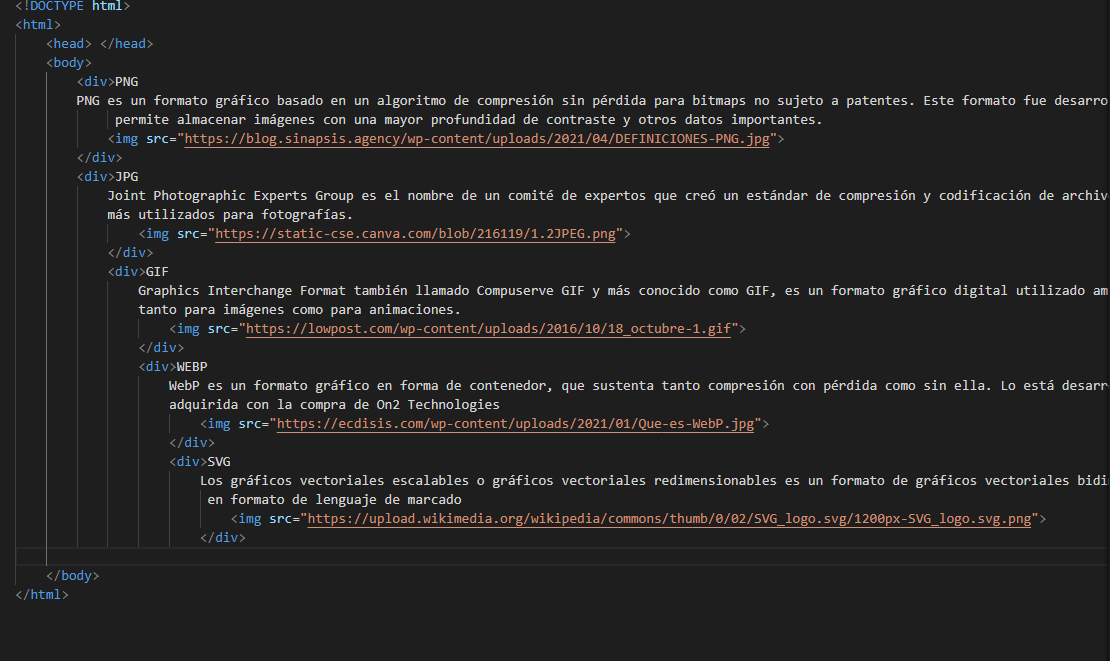 <!DOCTYPE html>
<html>
<head> </head>
<body>
<div>PNG
PNG es un formato gráfico basado en un algoritmo de compresión sin pérdida para bitmaps no sujeto a patentes. Este formato fue desarro
permite almacenar imágenes con una mayor profundidad de contraste y otros datos importantes.
<img src="https://blog.sinapsis.agency/wp-content/uploads/2021/04/DEFINICIONES-PNG.jpg">
</div>
<div>JPG
Joint Photographic Experts Group es el nombre de un comité de expertos que creó un estándar de compresión y codificación de archiv
más utilizados para fotografías.
<img src="https://static-cse.canva.com/blob/216119/1.2JPEG.png">
</div>
<div>GIF
Graphics Interchange Format también llamado Compuserve GIF y más conocido como GIF, es un formato gráfico digital utilizado am
tanto para imágenes como para animaciones.
<img src="https://lowpost.com/wp-content/uploads/2016/10/18_octubre-1.gif">
</div>
<div>WEBP
WebP es un formato gráfico en forma de contenedor, que sustenta tanto compresión con pérdida como sin ella. Lo está desarr
adquirida con la compra de On2 Technologies
<img src="https://ecdisis.com/wp-content/uploads/2021/01/Que-es-WebP.jpg">
</div>
<div>SVG
Los gráficos vectoriales escalables o gráficos vectoriales redimensionables es un formato de gráficos vectoriales bidi
en formato de lenguaje de marcado
<img src="https://upload.wikimedia.org/wikipedia/commons/thumb/0/02/SVG_logo.svg/1200px-SVG_logo.svg.png">
</div>
</body>
</html>